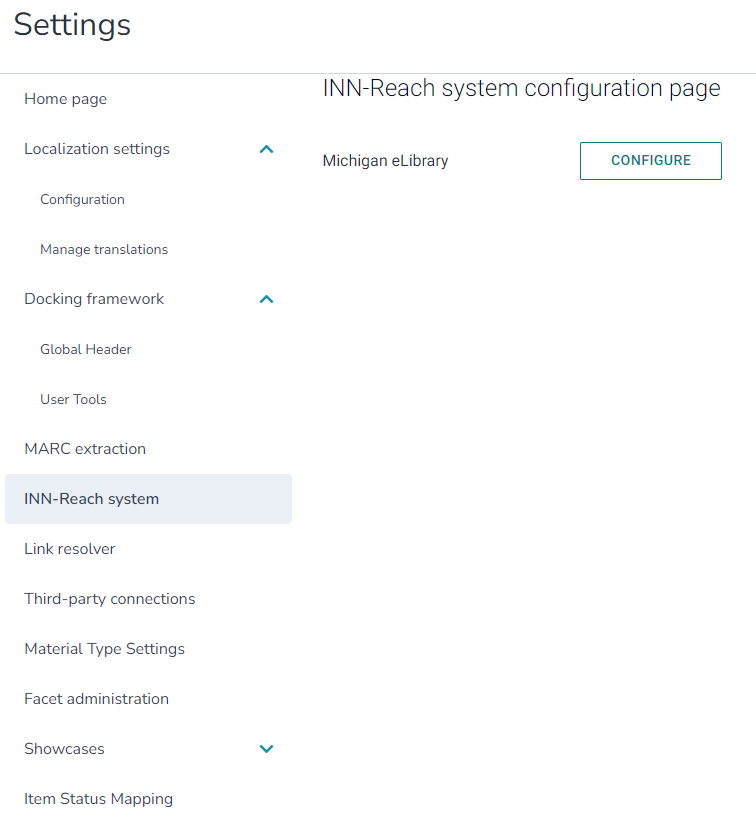 Settings
Home page
Localization settings
Configuration
Manage translations
Docking framework
Global Header
User Tools
MARC extraction
INN-Reach system
Link resolver
Third-party connections
Material Type Settings
Facet administration
Showcases
Item Status Mapping
INN-Reach system configuration page
Michigan eLibrary
CONFIGURE